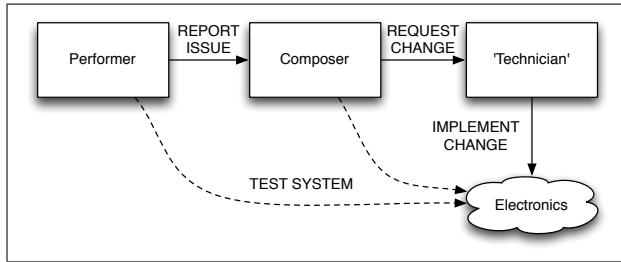 REPORT
ISSUE
REQUEST
CHANGE
Performer
Composer
'Technician'
IMPLEMENT
CHANGE
TEST SYSTEM
Electronics